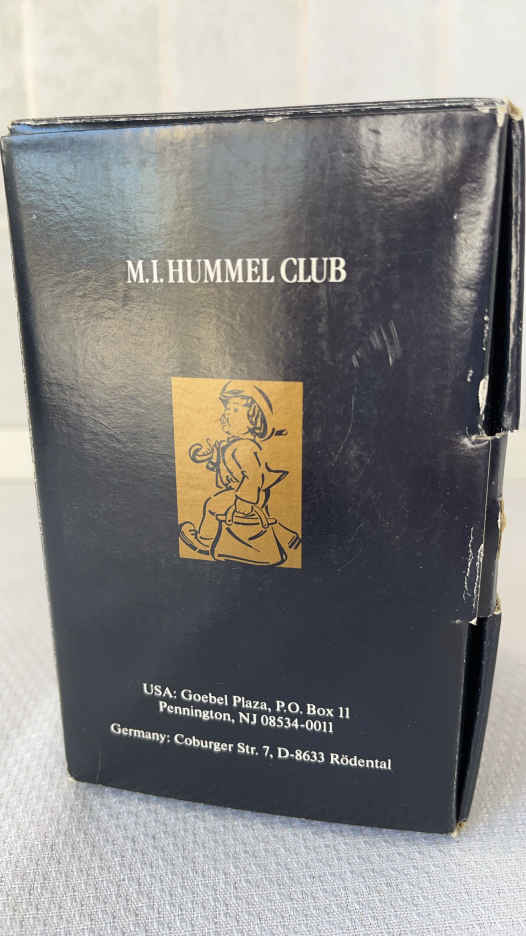 M.I. HUMMEL CLUB
USA: Goebel Plaza, P.O. Box 11
Pennington, NJ 08534-0011
Germany: Coburger Str. 7, D-8633 Rödental